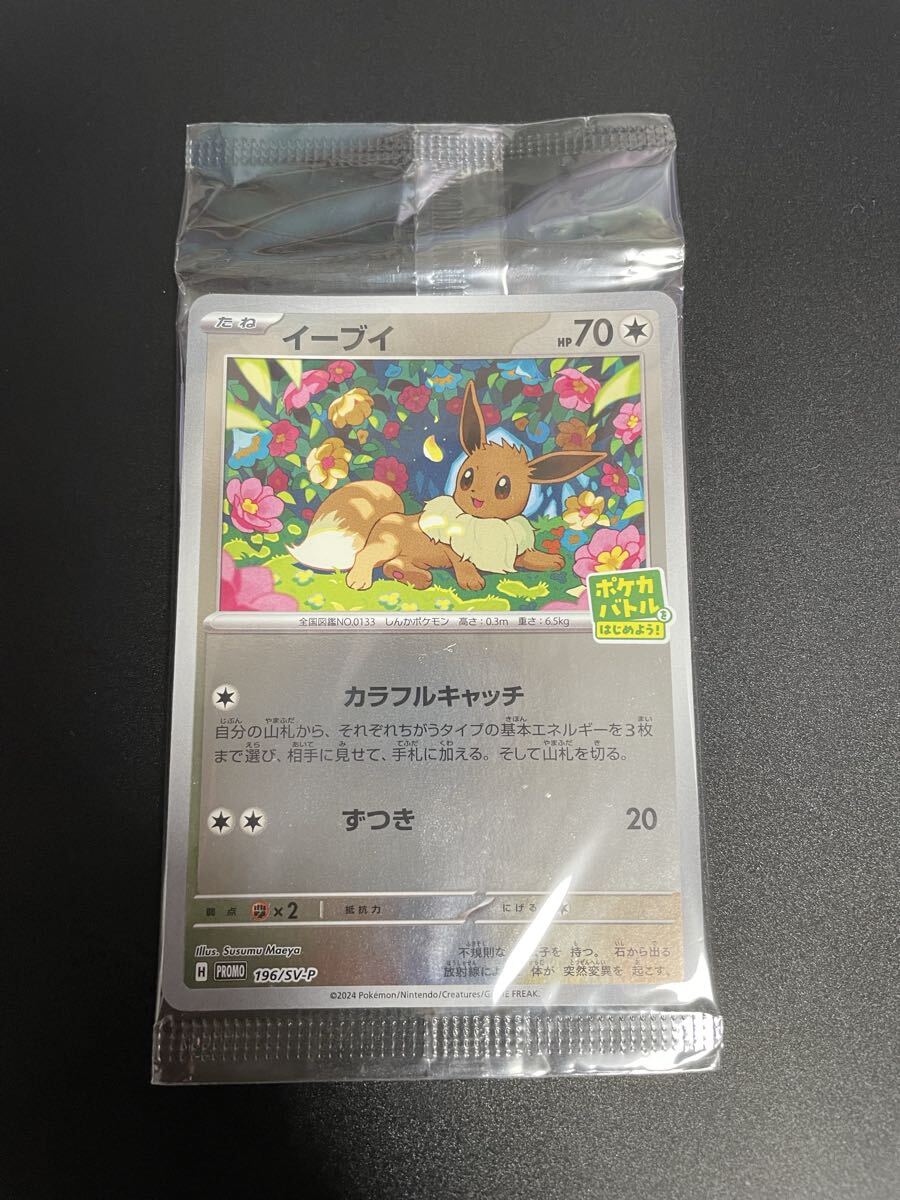 たね イーブイ HP 70
全国図鑑NO.0133 しんかポケモン 高さ:0.3m 重さ:6.5kg
ポケカ
バトルを
はじめよう!
カラフルキャッチ
自分の山札から、それぞれちがうタイプの基本エネルギーを3枚
まで選び、相手に見せて、手札に加える。そして山札を切る。
ずつき 20
弱点 ×2 抵抗力 にげる
Illus. Susumu Maeya
H PROMO 196/SV-P
不規則な 子を 持つ。 石から出る
放射線によ 体が 突然変異を 起こす。
©2024 Pokémon/Nintendo/Creatures/GAME FREAK.